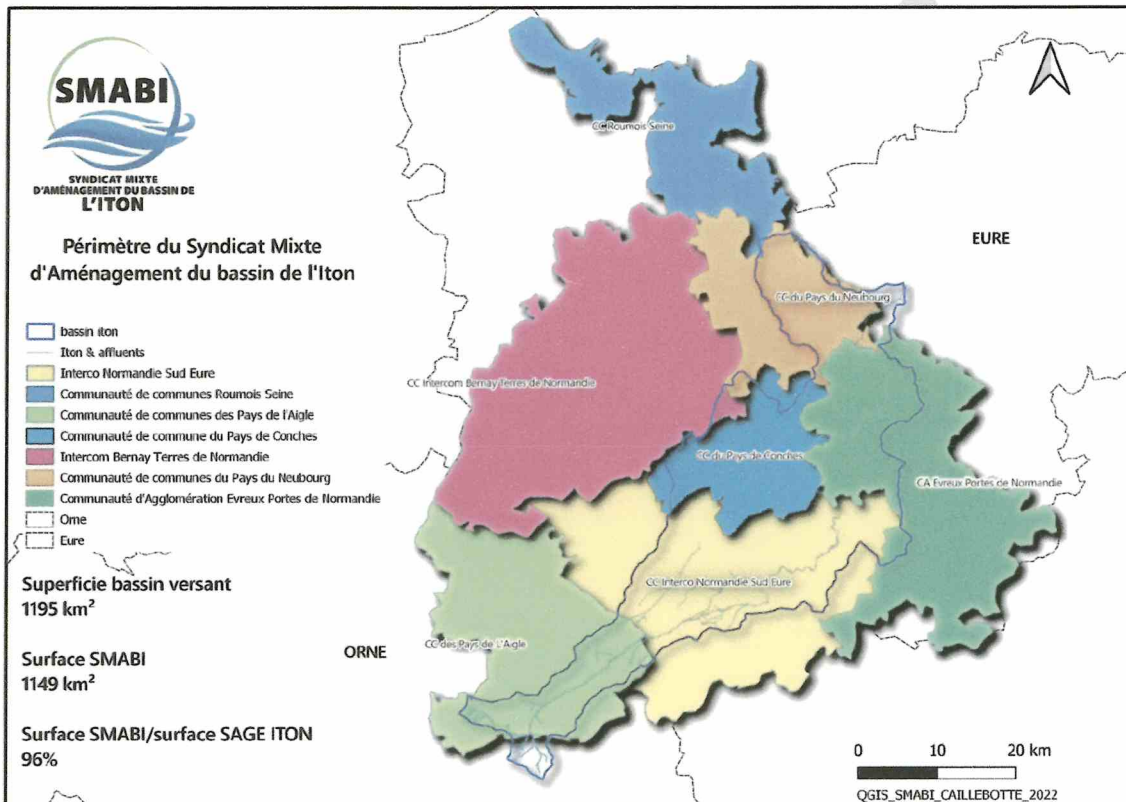 SMABI
SYNDICAT MIXTE
D'AMÉNAGEMENT DU BASSIN DE
L'ITON
Périmètre du Syndicat Mixte
d'Aménagement du bassin de l'Iton
bassin iton
Iton & affluents
Interco Normandie Sud Eure
Communauté de communes Roumois Seine
Communauté de communes des Pays de l'Aigle
Communauté de commune du Pays de Conches
Intercom Bernay Terres de Normandie
Communauté de communes du Pays du Neubourg
Communauté d'Agglomération Evreux Portes de Normandie
Orne
Eure
Superficie bassin versant
1195 km²
Surface SMABI
1149 km²
Surface SMABI/surface SAGE ITON
96%
CC Roumois Seine
EURE
CC du Pays du Neubourg
CC Intercom Bernay Terres de Normandie
CC du Pays de Conches
CA Evreux Portes de Normandie
CC Interco Normandie Sud Eure
CC des Pays de L'Aigle
ORNE
0 10 20 km
QGIS_SMABI_CAILLEBOTTE_2022